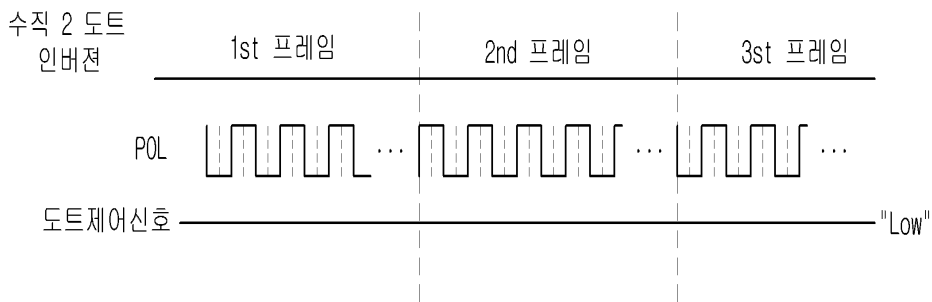 수직 2 도트
인버젼
1st 프레임
2nd 프레임
3st 프레임
POL
...
...
...
도트제어신호
"Low"